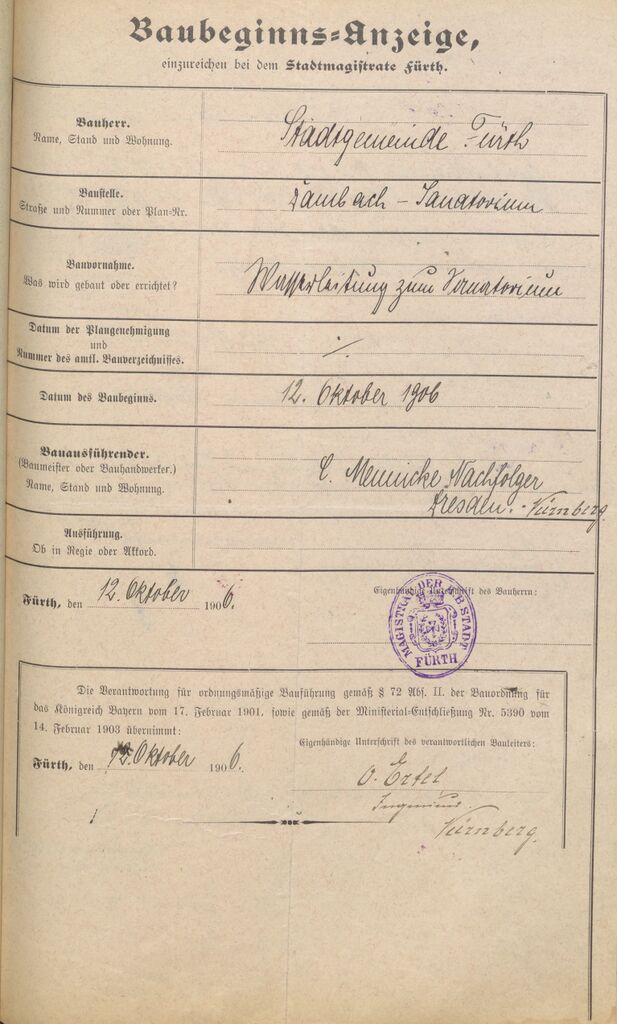 Baubeginns-Anzeige,
einzureichen bei dem Stadtmagistrate Fürth.
Bauherr.
Name, Stand und Wohnung.
Stadtgemeinde Fürth
Baustelle.
Straße und Nummer oder Plan-Nr.
Dambach - Sanatorium
Bauvornahme.
Was wird gebaut oder errichtet?
Wasserleitung zum Sanatorium
Datum der Plangenehmigung
und
Nummer des amtl. Bauverzeichnisses.
./.
Datum des Baubeginns.
12. Oktober 1906
Bauausführender.
(Baumeister oder Bauhandwerker.)
Name, Stand und Wohnung.
C. Mennicke Nachfolger
Dresden. - Nürnberg
Ausführung.
Ob in Regie oder Akkord.
Fürth, den 12. Oktober 1906.
Eigenhändige Unterschrift des Bauherrn:
MAGISTRAT DER KB STADT
FÜRTH
Die Verantwortung für ordnungsmäßige Bauführung gemäß § 72 Abs. II. der Bauordnung für
das Königreich Bayern vom 17. Februar 1901, sowie gemäß der Ministerial-Entschließung Nr. 5390 vom
14. Februar 1903 übernimmt:
Eigenhändige Unterschrift des verantwortlichen Bauleiters:
Fürth, den 12. Oktober 1906.
O. Ertel
Ingenieur.
Nürnberg.